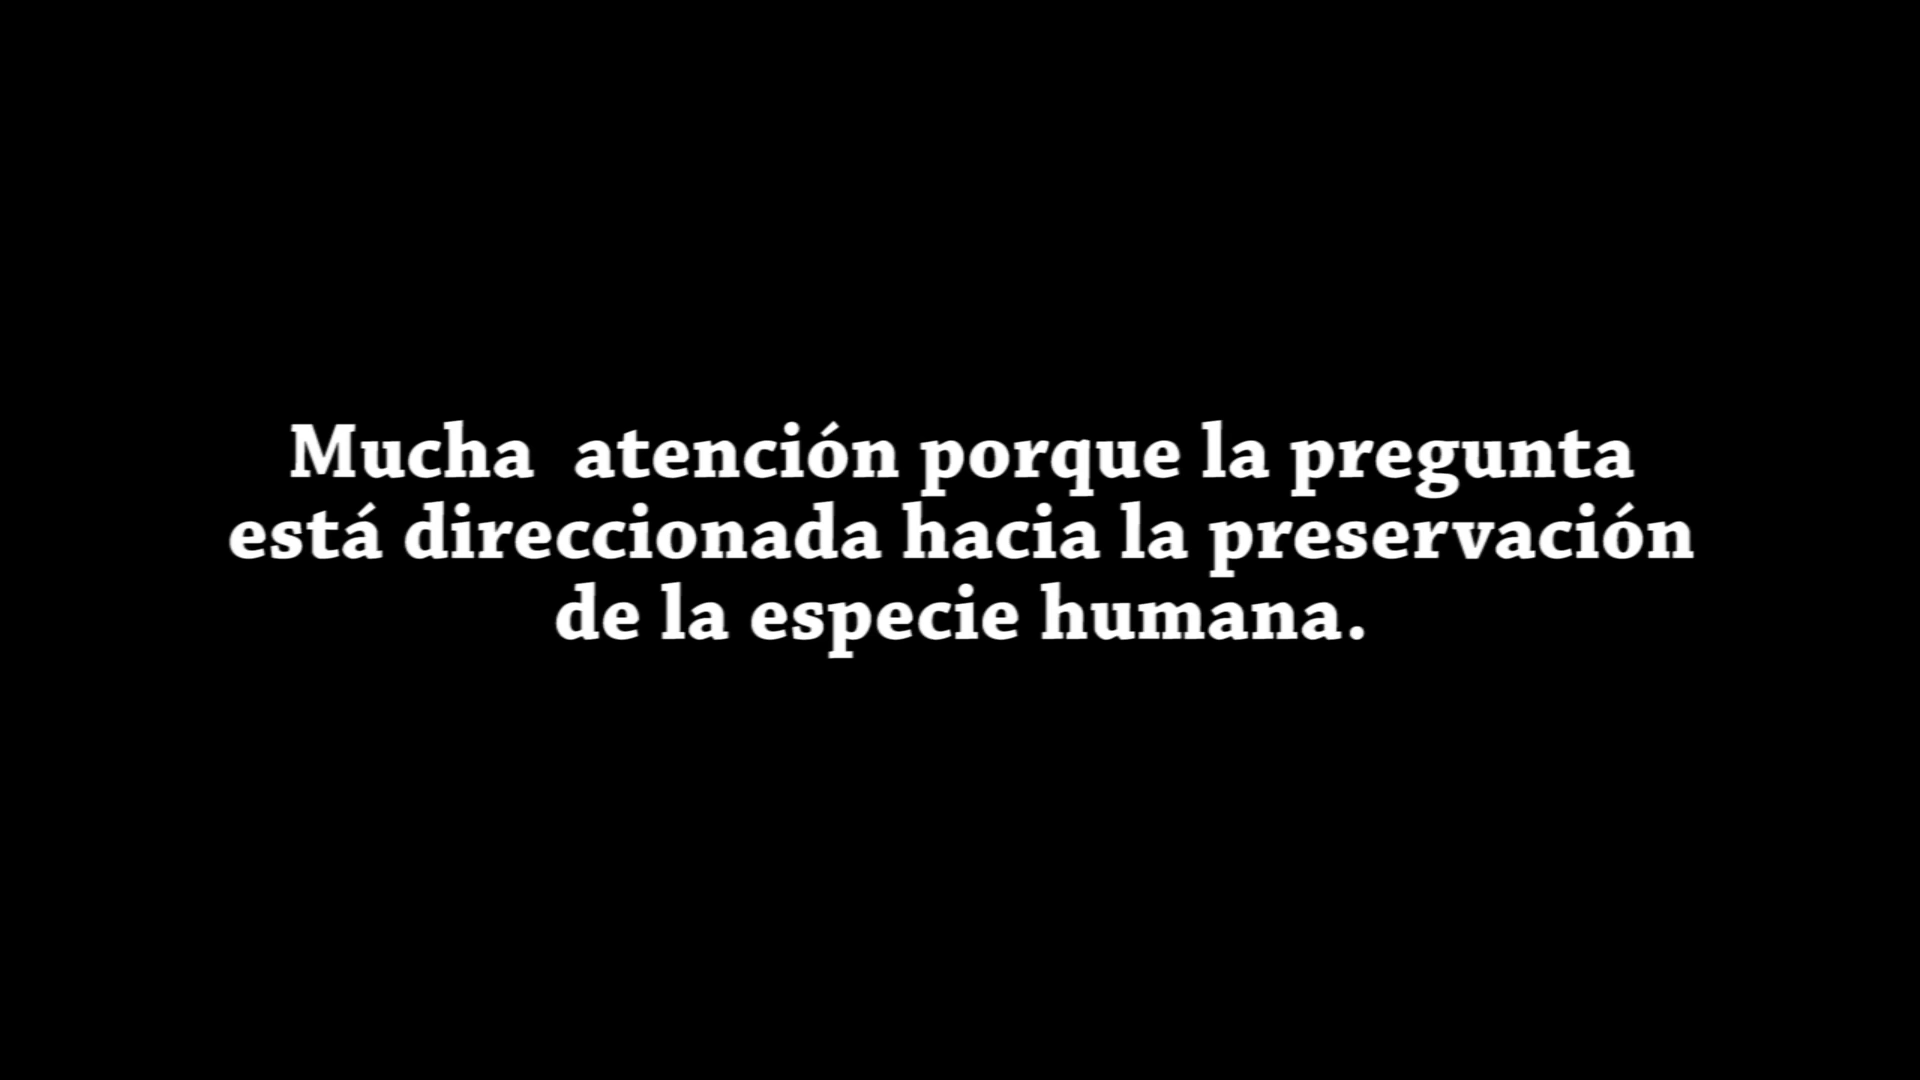 Mucha  atención porque la pregunta
está direccionada hacia la preservación
de la especie humana.